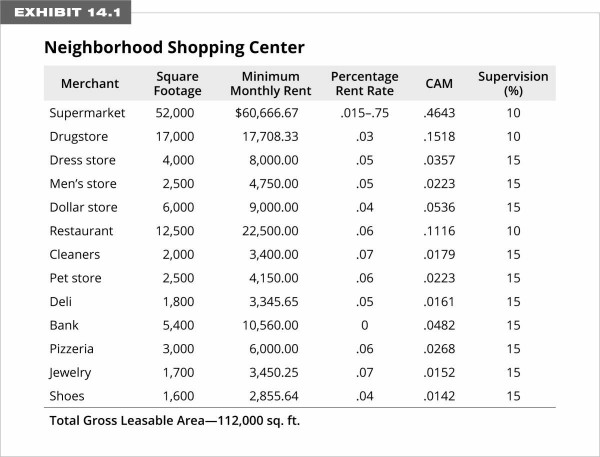 EXHIBIT 14.1
Neighborhood Shopping Center
Merchant Square Footage Minimum Monthly Rent Percentage Rent Rate CAM Supervision (%)
Supermarket 52,000 $60,666.67 .015–.75 .4643 10
Drugstore 17,000 17,708.33 .03 .1518 10
Dress store 4,000 8,000.00 .05 .0357 15
Men’s store 2,500 4,750.00 .05 .0223 15
Dollar store 6,000 9,000.00 .04 .0536 15
Restaurant 12,500 22,500.00 .06 .1116 10
Cleaners 2,000 3,400.00 .07 .0179 15
Pet store 2,500 4,150.00 .06 .0223 15
Deli 1,800 3,345.65 .05 .0161 15
Bank 5,400 10,560.00 0 .0482 15
Pizzeria 3,000 6,000.00 .06 .0268 15
Jewelry 1,700 3,450.25 .07 .0152 15
Shoes 1,600 2,855.64 .04 .0142 15
Total Gross Leasable Area—112,000 sq. ft.